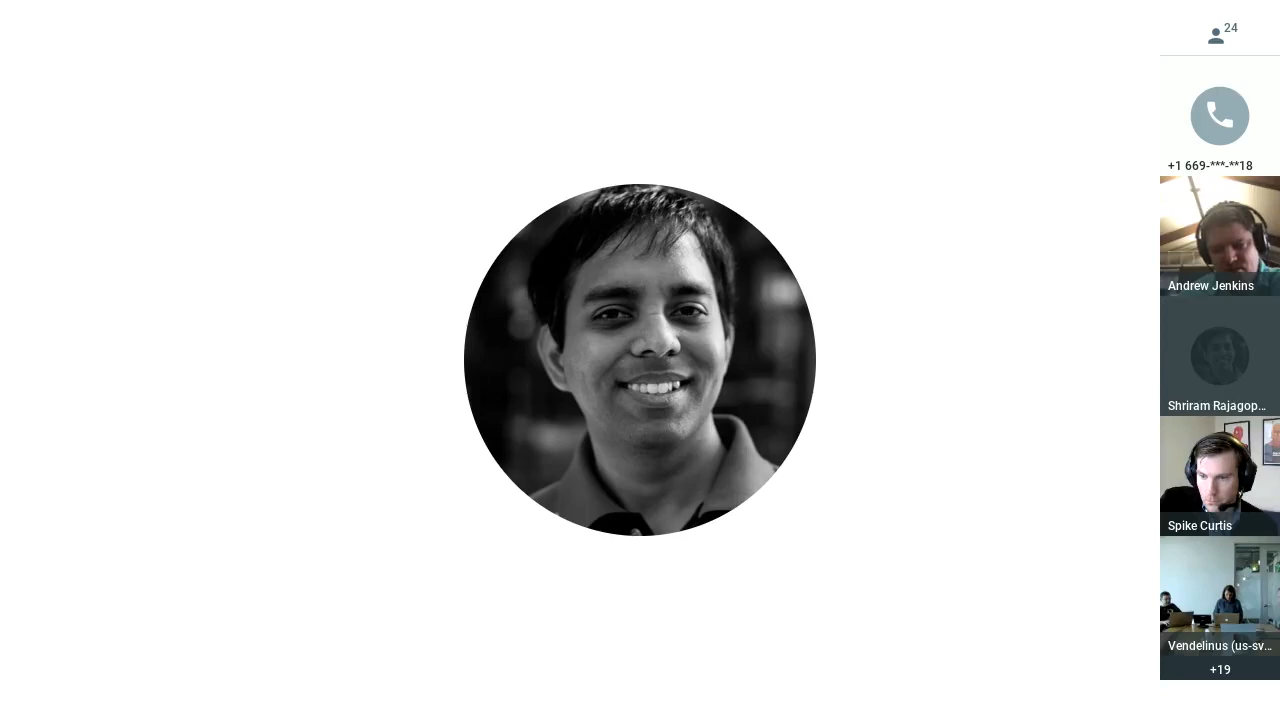 24
+1 669-***-**18
Andrew Jenkins
Shriram Rajagop...
Spike Curtis
Vendelinus (us-sv...
+19